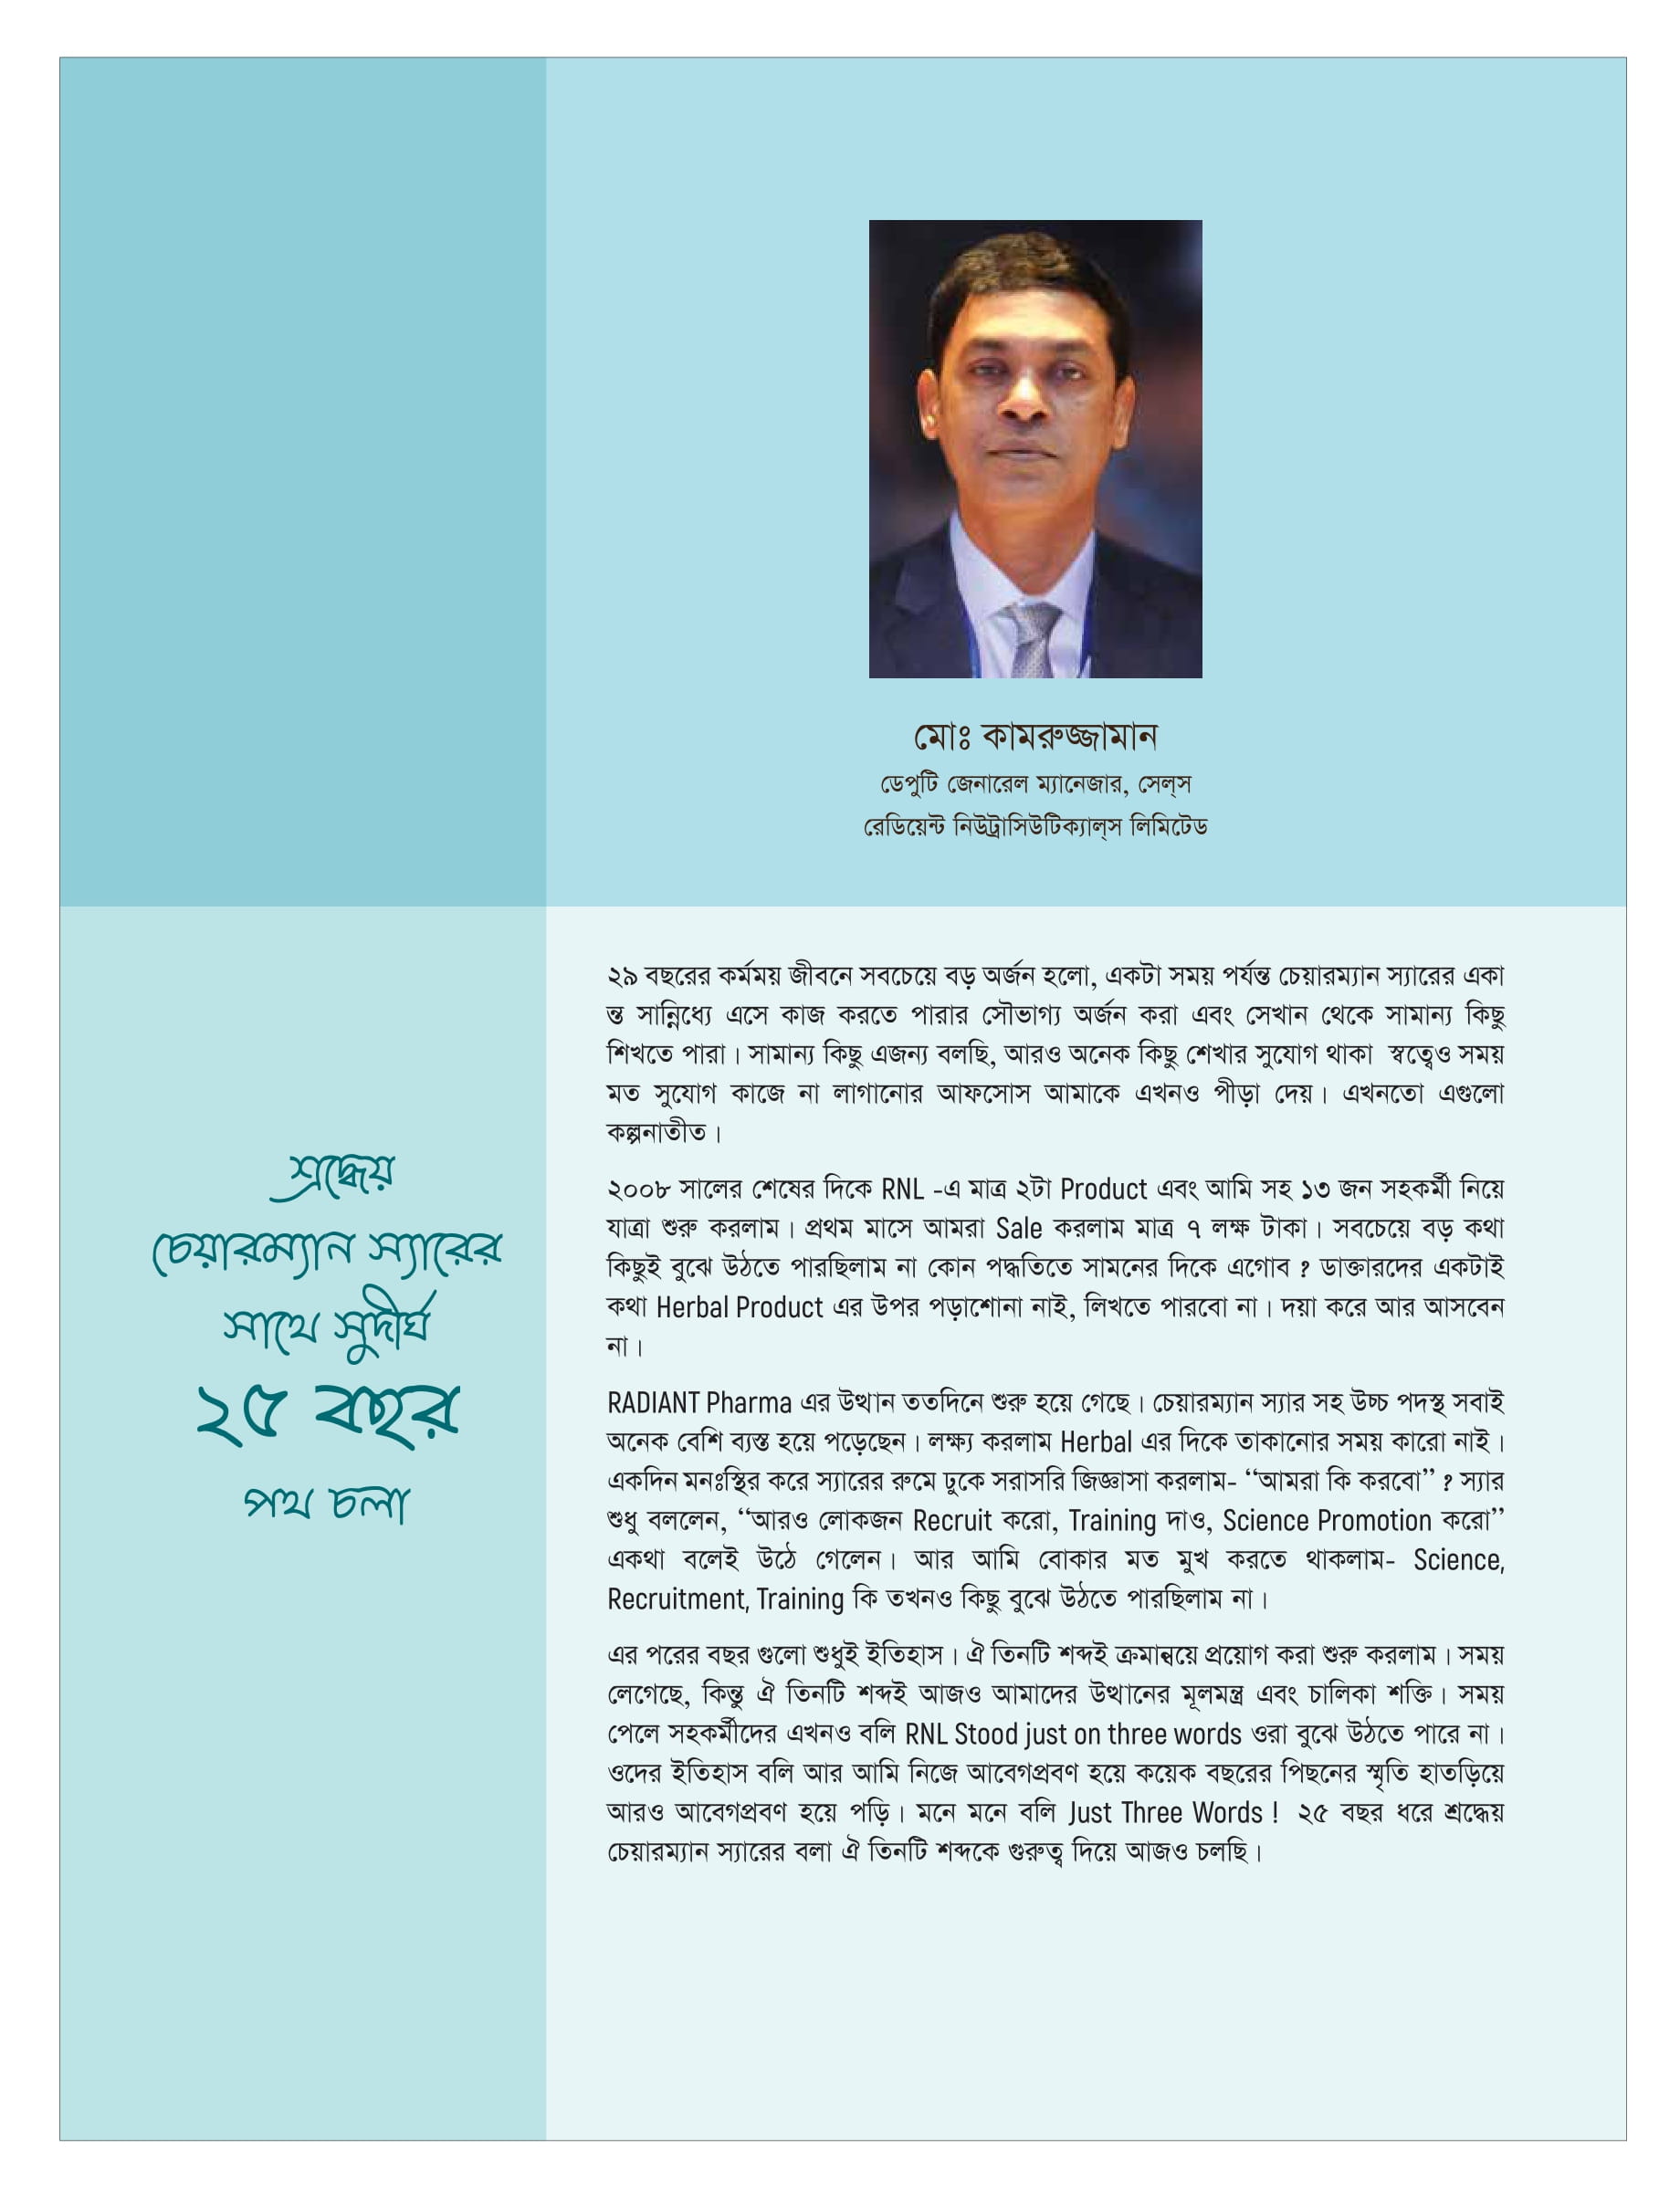 মোঃ কামরুজ্জামান
ডেপুটি জেনারেল ম্যানেজার, সেল্‌স
রেডিয়েন্ট নিউট্রাসিউটিক্যাল্‌স লিমিটেড
শ্রদ্ধেয়
চেয়ারম্যান স্যারের
সাথে সুদীর্ঘ
২৫ বছর
পথ চলা
২৯ বছরের কর্মময় জীবনে সবচেয়ে বড় অর্জন হলো, একটা সময় পর্যন্ত চেয়ারম্যান স্যারের একা
ন্ত সান্নিধ্যে এসে কাজ করতে পারার সৌভাগ্য অর্জন করা এবং সেখান থেকে সামান্য কিছু
শিখতে পারা। সামান্য কিছু এজন্য বলছি, আরও অনেক কিছু শেখার সুযোগ থাকা স্বত্বেও সময়
মত সুযোগ কাজে না লাগানোর আফসোস আমাকে এখনও পীড়া দেয়। এখনতো এগুলো
কল্পনাতীত।
২০০৮ সালের শেষের দিকে RNL -এ মাত্র ২টা Product এবং আমি সহ ১৩ জন সহকর্মী নিয়ে
যাত্রা শুরু করলাম। প্রথম মাসে আমরা Sale করলাম মাত্র ৭ লক্ষ টাকা। সবচেয়ে বড় কথা
কিছুই বুঝে উঠতে পারছিলাম না কোন পদ্ধতিতে সামনের দিকে এগোব ? ডাক্তারদের একটাই
কথা Herbal Product এর উপর পড়াশোনা নাই, লিখতে পারবো না। দয়া করে আর আসবেন
না।
RADIANT Pharma এর উত্থান ততদিনে শুরু হয়ে গেছে। চেয়ারম্যান স্যার সহ উচ্চ পদস্থ সবাই
অনেক বেশি ব্যস্ত হয়ে পড়েছেন। লক্ষ্য করলাম Herbal এর দিকে তাকানোর সময় কারো নাই।
একদিন মনঃস্থির করে স্যারের রুমে ঢুকে সরাসরি জিজ্ঞাসা করলাম- “আমরা কি করবো” ? স্যার
শুধু বললেন, “আরও লোকজন Recruit করো, Training দাও, Science Promotion করো”
একথা বলেই উঠে গেলেন। আর আমি বোকার মত মুখ করতে থাকলাম- Science,
Recruitment, Training কি তখনও কিছু বুঝে উঠতে পারছিলাম না।
এর পরের বছর গুলো শুধুই ইতিহাস। ঐ তিনটি শব্দই ক্রমান্বয়ে প্রয়োগ করা শুরু করলাম। সময়
লেগেছে, কিন্তু ঐ তিনটি শব্দই আজও আমাদের উত্থানের মূলমন্ত্র এবং চালিকা শক্তি। সময়
পেলে সহকর্মীদের এখনও বলি RNL Stood just on three words ওরা বুঝে উঠতে পারে না।
ওদের ইতিহাস বলি আর আমি নিজে আবেগপ্রবণ হয়ে কয়েক বছরের পিছনের স্মৃতি হাতড়িয়ে
আরও আবেগপ্রবণ হয়ে পড়ি। মনে মনে বলি Just Three Words ! ২৫ বছর ধরে শ্রদ্ধেয়
চেয়ারম্যান স্যারের বলা ঐ তিনটি শব্দকে গুরুত্ব দিয়ে আজও চলছি।